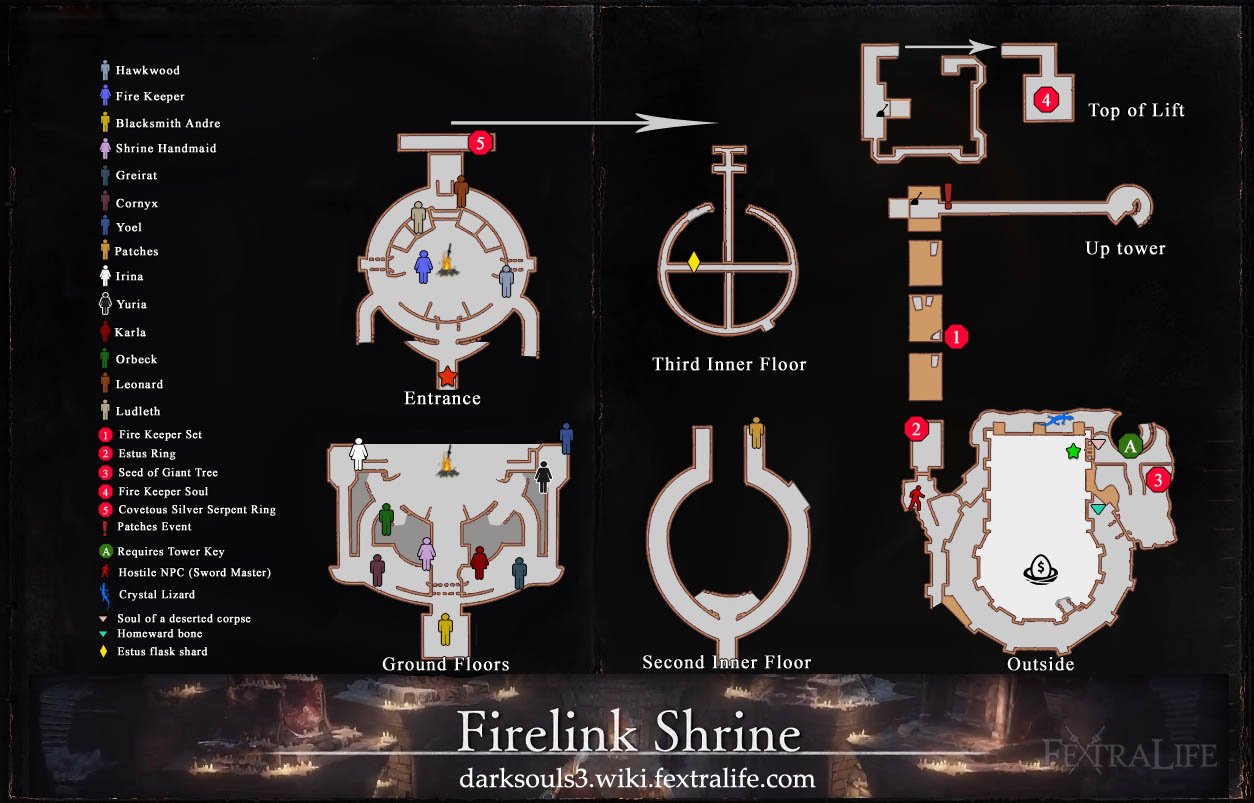 Hawkwood
Fire Keeper
Blacksmith Andre
Shrine Handmaid
Greirat
Cornyx
Yoel
Patches
Irina
Yuria
Karla
Orbeck
Leonard
Ludleth
1 Fire Keeper Set
2 Estus Ring
3 Seed of Giant Tree
4 Fire Keeper Soul
5 Covetous Silver Serpent Ring
! Patches Event
A Requires Tower Key
Hostile NPC (Sword Master)
Crystal Lizard
Soul of a deserted corpse
Homeward bone
Estus flask shard
5
Entrance
Ground Floors
Third Inner Floor
Second Inner Floor
4
Top of Lift
!
Up tower
1
2
A
3
$
Outside
Firelink Shrine
darksouls3.wiki.fextralife.com
FEXTRALIFE